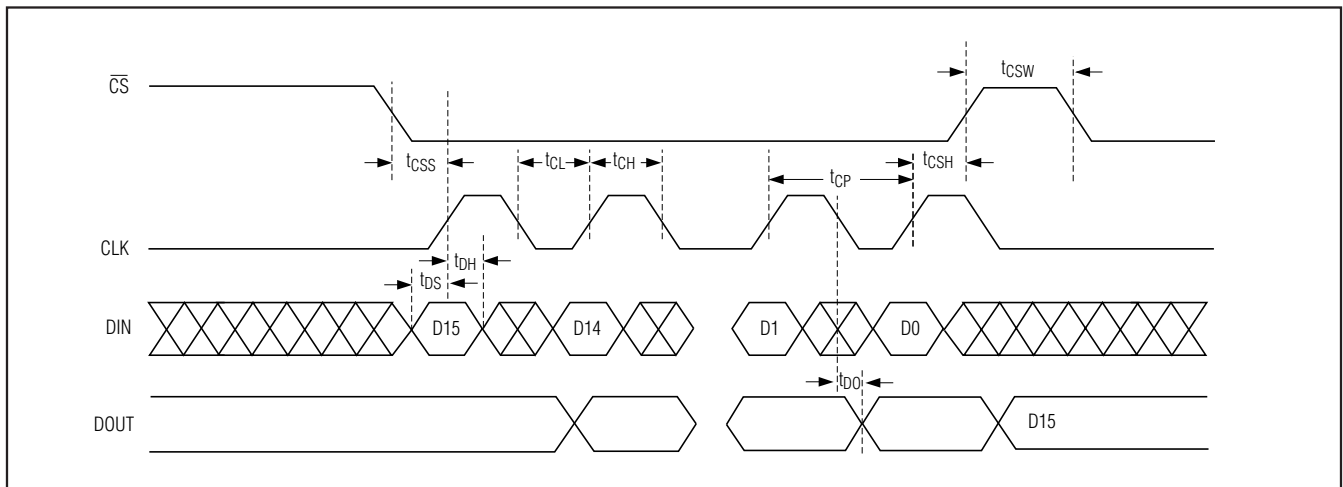 CS
tCSW
tCSS
tCL
tCH
tCP
tCSH
CLK
tDS
tDH
DIN
D15
D14
D1
D0
tDO
DOUT
D15